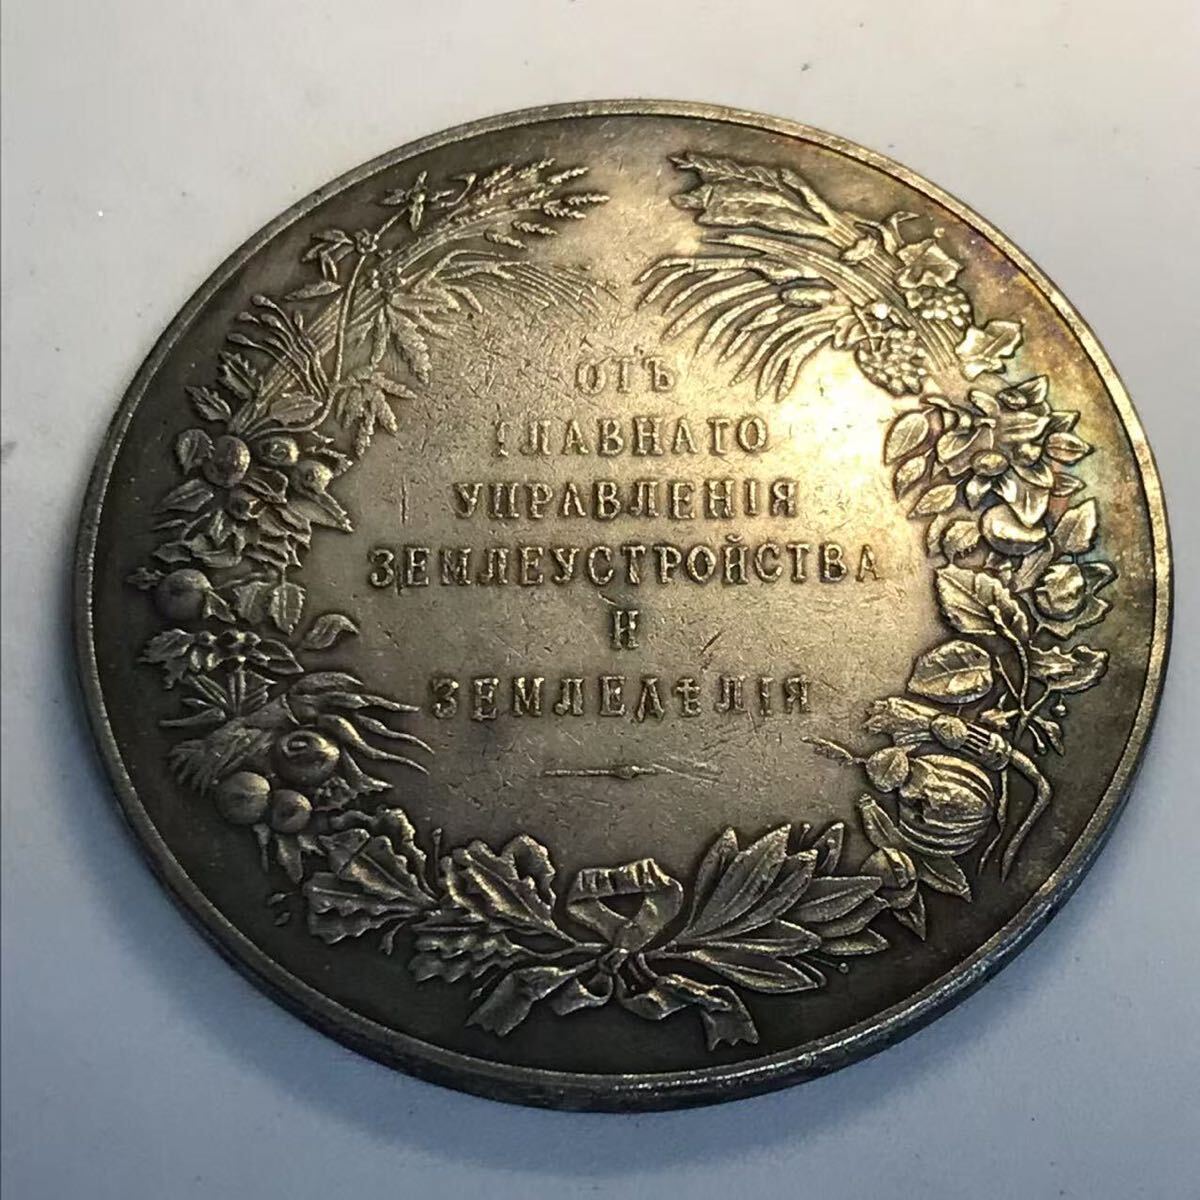 ОТЪ
ГЛАВНАГО
УПРАВЛЕНІЯ
ЗЕМЛЕУСТРОЙСТВА
И
ЗЕМЛЕДѢЛІЯ